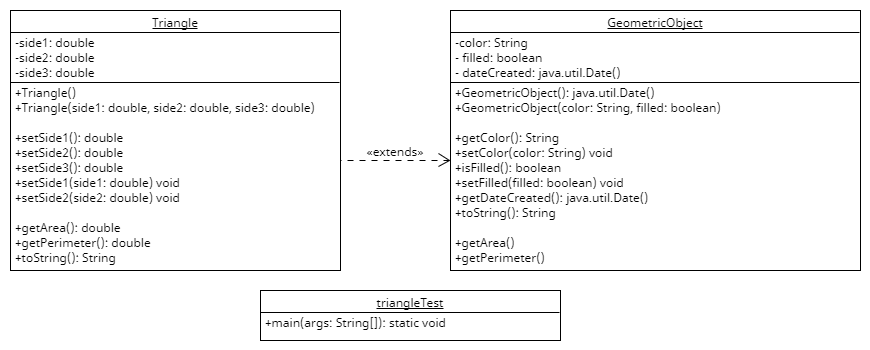 Triangle
-side1: double
-side2: double
-side3: double
+Triangle()
+Triangle(side1: double, side2: double, side3: double)
+setSide1(): double
+setSide2(): double
+setSide3(): double
+setSide1(side1: double) void
+setSide2(side2: double) void
+getArea(): double
+getPerimeter(): double
+toString(): String
«extends»
GeometricObject
-color: String
- filled: boolean
- dateCreated: java.util.Date()
+GeometricObject(): java.util.Date()
+GeometricObject(color: String, filled: boolean)
+getColor(): String
+setColor(color: String) void
+isFilled(): boolean
+setFilled(filled: boolean) void
+getDateCreated(): java.util.Date()
+toString(): String
+getArea()
+getPerimeter()
triangleTest
+main(args: String[]): static void